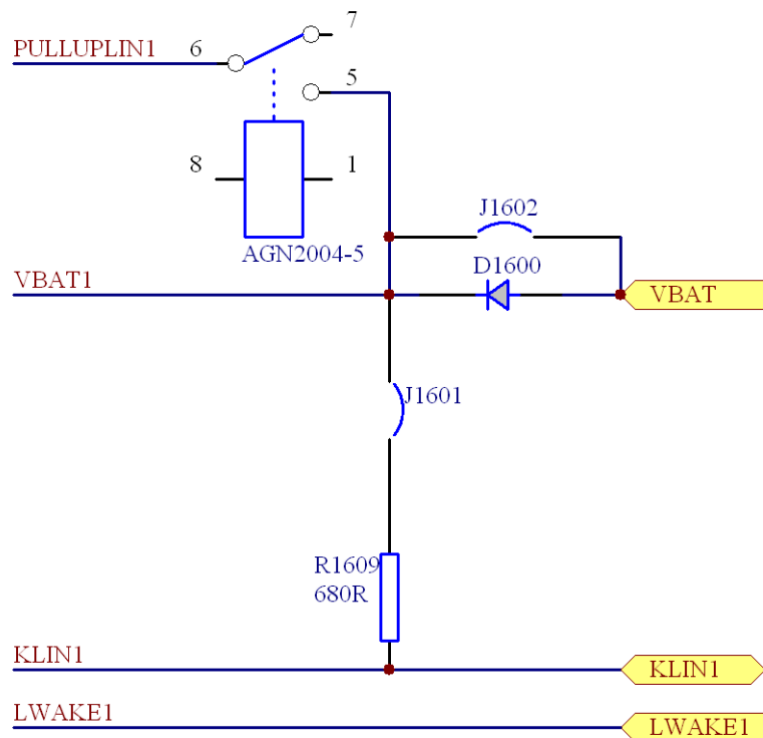 7
PULLUPLIN1 6
5
8 1
J1602
AGN2004-5 D1600
VBAT1 VBAT
J1601
R1609
680R
KLIN1 KLIN1
LWAKE1 LWAKE1